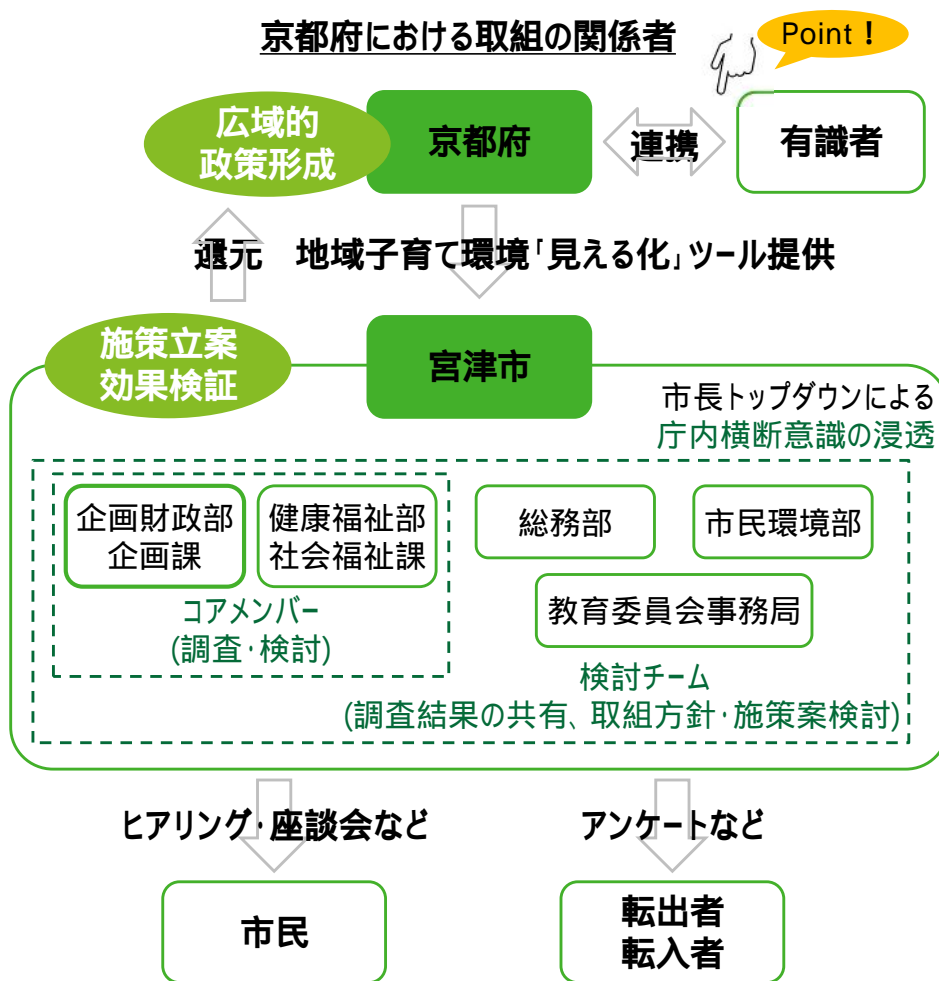 京都府における取組の関係者
Point！
広域的
政策形成
京都府
連携
有識者
還元
地域子育て環境「見える化」ツール提供
施策立案
効果検証
宮津市
市長トップダウンによる
庁内横断意識の浸透
企画財政部
企画課
健康福祉部
社会福祉課
総務部
市民環境部
コアメンバー
(調査・検討)
教育委員会事務局
検討チーム
(調査結果の共有、取組方針・施策案検討)
ヒアリング・座談会など
アンケートなど
市民
転出者
転入者